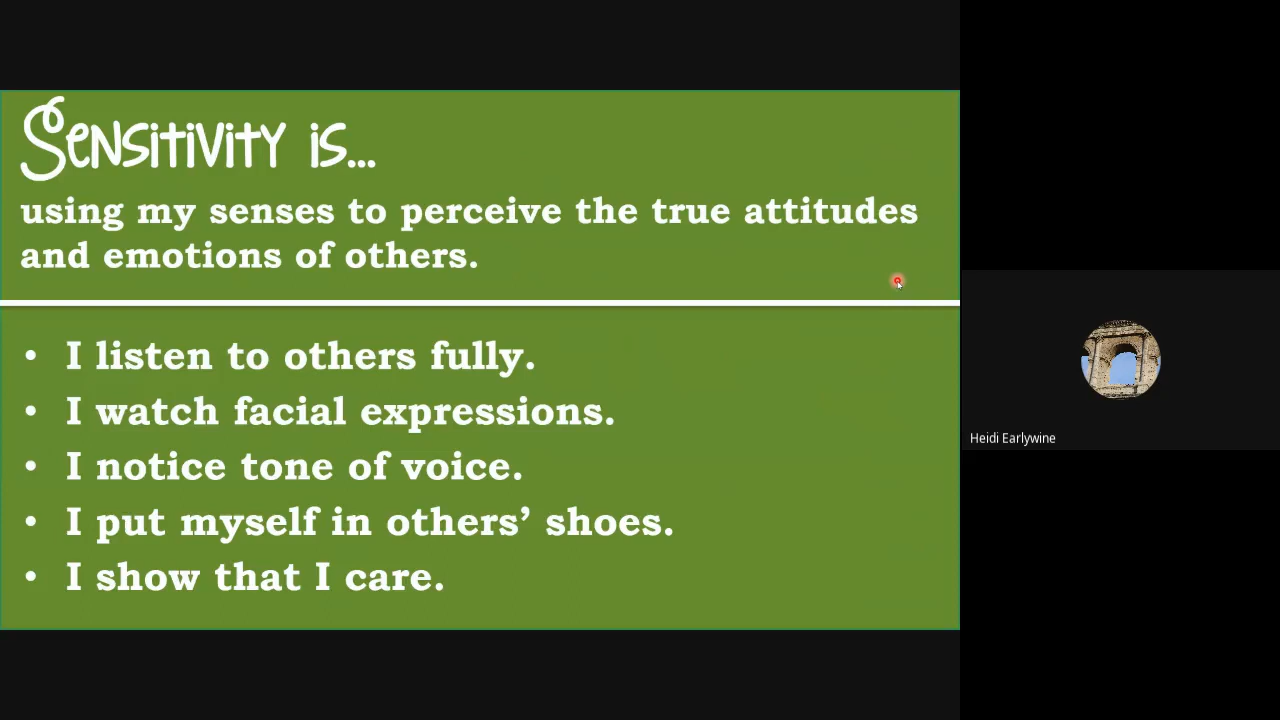 Sensitivity is...
using my senses to perceive the true attitudes
and emotions of others.
• I listen to others fully.
• I watch facial expressions.
• I notice tone of voice.
• I put myself in others’ shoes.
• I show that I care.
Heidi Earlywine